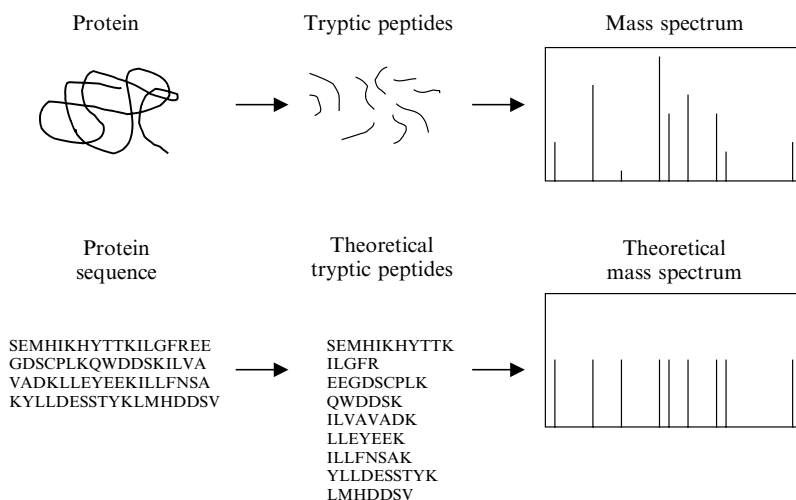 Protein
Tryptic peptides
Mass spectrum
Protein
sequence
Theoretical
tryptic peptides
Theoretical
mass spectrum
SEMHIKHYTTKILGFREE
GDSCPLKQWDDSKILVA
VADKLLEYEEKILLFNSA
KYLLDESSTYKLMHDDSV
SEMHIKHYTTK
ILGFR
EEGDSCPLK
QWDDSK
ILVAVADK
LLEYEEK
ILLFNSAK
YLLDESSTYK
LMHDDSV